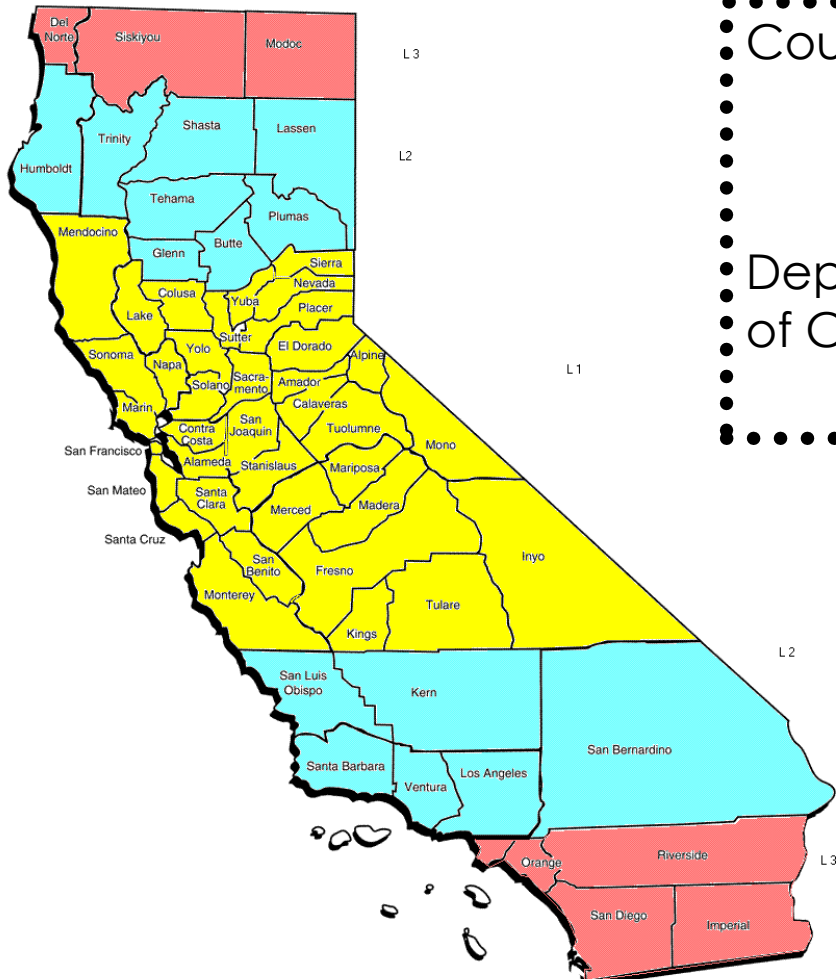 Del
Norte
Siskiyou
Modoc
L 3
Cou
Humboldt
Trinity
Shasta
Lassen
L2
Tehama
Plumas
Mendocino
Glenn
Butte
Sierra
Dep
of C
Lake
Colusa
Yuba
Nevada
Placer
Sutter
Sonoma
Napa
Yolo
El Dorado
Alpine
Solano
Sacra-
mento
Amador
L 1
Calaveras
Marin
Contra
Costa
San
Joaquin
Tuolumne
Mono
San Francisco
Alameda
Stanislaus
Mariposa
San Mateo
Santa
Clara
Merced
Madera
Santa Cruz
San
Benito
Fresno
Inyo
Monterey
Kings
Tulare
L 2
San Luis
Obispo
Kern
San Bernardino
Santa Barbara
Ventura
Los Angeles
Orange
Riverside
L 3
San Diego
Imperial